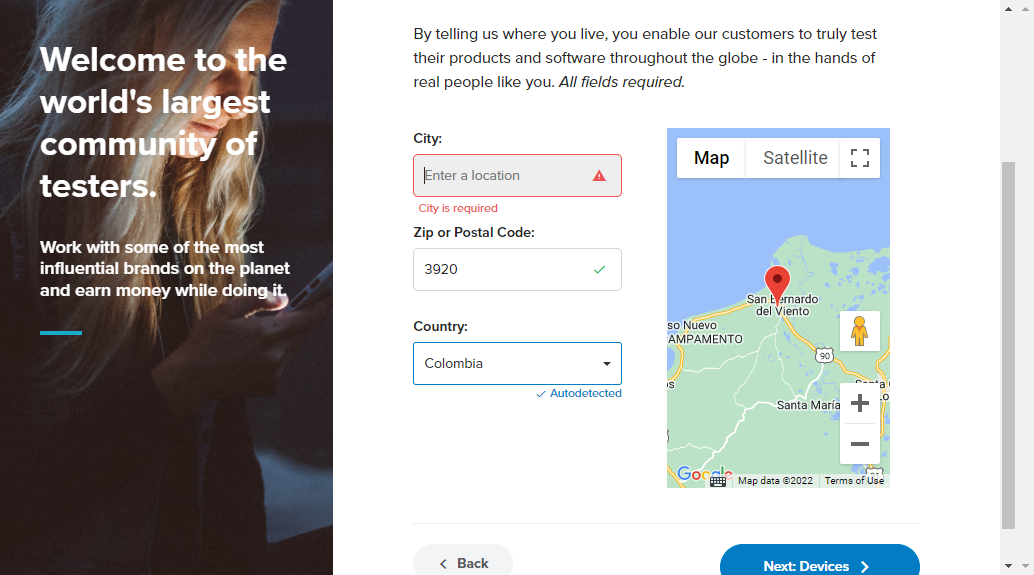 Welcome to the
world's largest
community of
testers.
Work with some of the most
influential brands on the planet
and earn money while doing it.
By telling us where you live, you enable our customers to truly test
their products and software throughout the globe - in the hands of
real people like you. All fields required.
City:
Enter a location
City is required
Zip or Postal Code:
3920
Country:
Colombia
Autodetected
Map
Satellite
San Bernardo
del Viento
so Nuevo
AMPAMENTO
90
Santa María
Google
Map data ©2022
Terms of Use
Back
Next: Devices